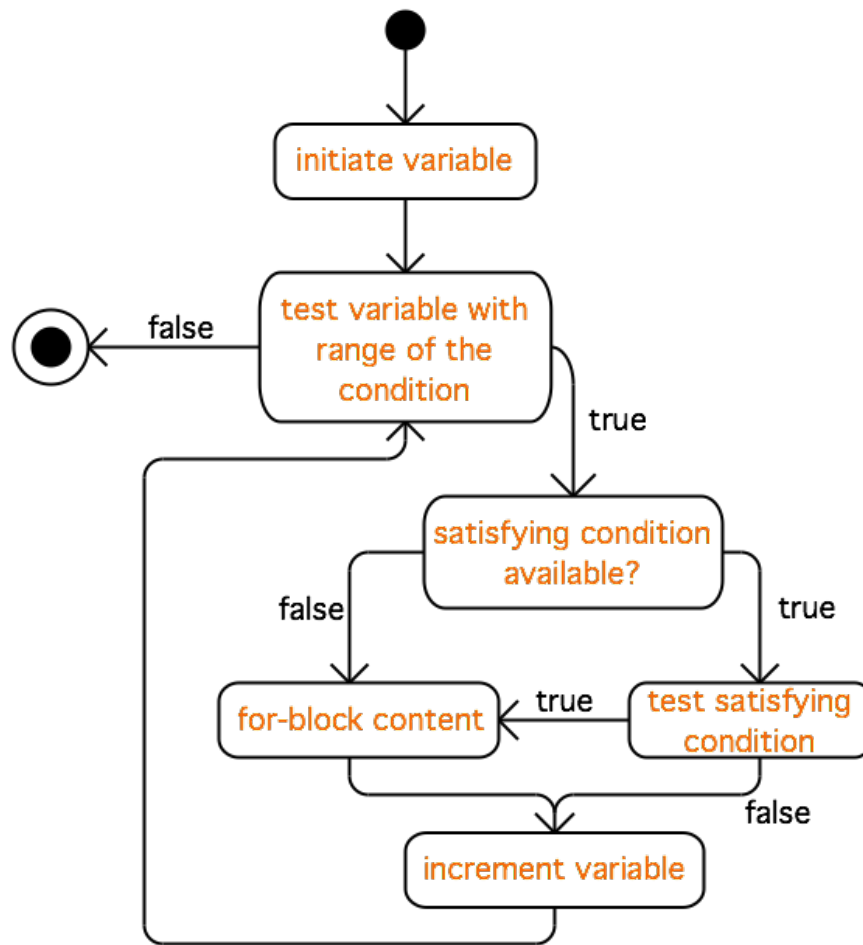 initiate variable
test variable with
range of the
condition
false
true
satisfying condition
available?
false
true
for-block content
true
test satisfying
condition
false
increment variable